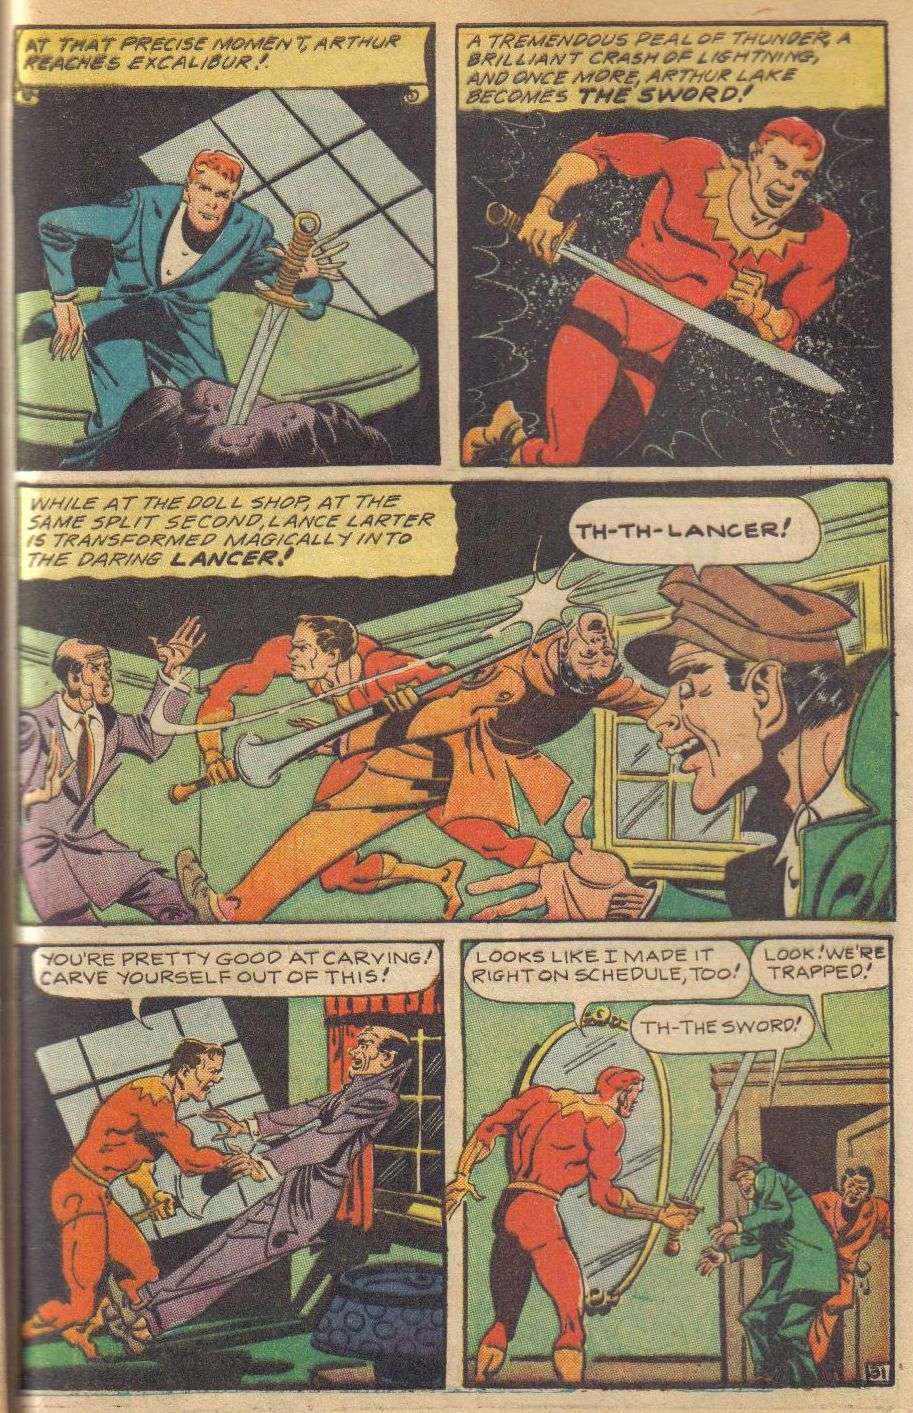 AT THAT PRECISE MOMENT, ARTHUR
REACHES EXCALIBUR!
A TREMENDOUS PEAL OF THUNDER, A
BRILLIANT CRASH OF LIGHTNING,
AND ONCE MORE, ARTHUR LAKE
BECOMES THE SWORD!
WHILE AT THE DOLL SHOP, AT THE
SAME SPLIT SECOND, LANCE LARTER
IS TRANSFORMED MAGICALLY INTO
THE DARING LANCER!
TH-TH-LANCER!
YOU'RE PRETTY GOOD AT CARVING!
CARVE YOURSELF OUT OF THIS!
LOOKS LIKE I MADE IT
RIGHT ON SCHEDULE, TOO!
LOOK! WE'RE
TRAPPED!
TH-THE SWORD!
31